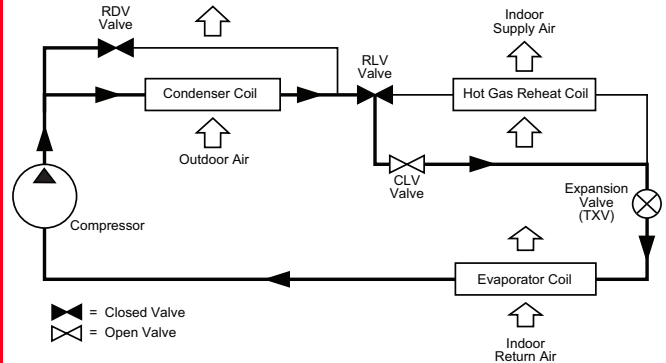 RDV
Valve
Indoor
Supply Air
RLV
Valve
Condenser Coil
Hot Gas Reheat Coil
Outdoor Air
CLV
Valve
Expansion
Valve
(TXV)
Compressor
Evaporator Coil
= Closed Valve
= Open Valve
Indoor
Return Air